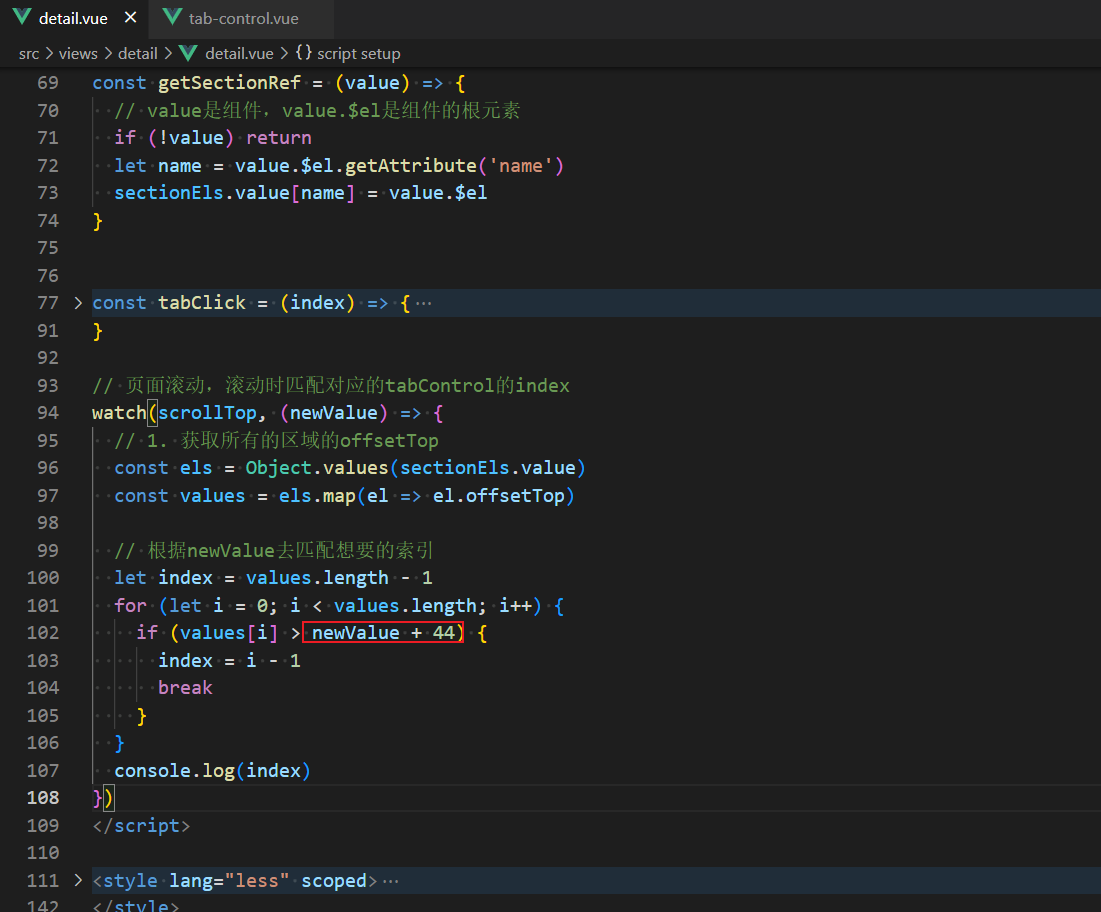 detail.vue × tab-control.vue
src > views > detail > detail.vue > {} script setup
69 const getSectionRef = (value) => {
70 // value是组件，value.$el是组件的根元素
71 if (!value) return
72 let name = value.$el.getAttribute('name')
73 sectionEls.value[name] = value.$el
74 }
75
76
77 > const tabClick = (index) => { ···
91 }
92
93 // 页面滚动，滚动时匹配对应的tabControl的index
94 watch(scrollTop, (newValue) => {
95 // 1. 获取所有的区域的offsetTop
96 const els = Object.values(sectionEls.value)
97 const values = els.map(el => el.offsetTop)
98
99 // 根据newValue去匹配想要的索引
100 let index = values.length - 1
101 for (let i = 0; i < values.length; i++) {
102 if (values[i] > newValue + 44) {
103 index = i - 1
104 break
105 }
106 }
107 console.log(index)
108 })
109 </script>
110
111 > <style lang="less" scoped> ···
142 </style>